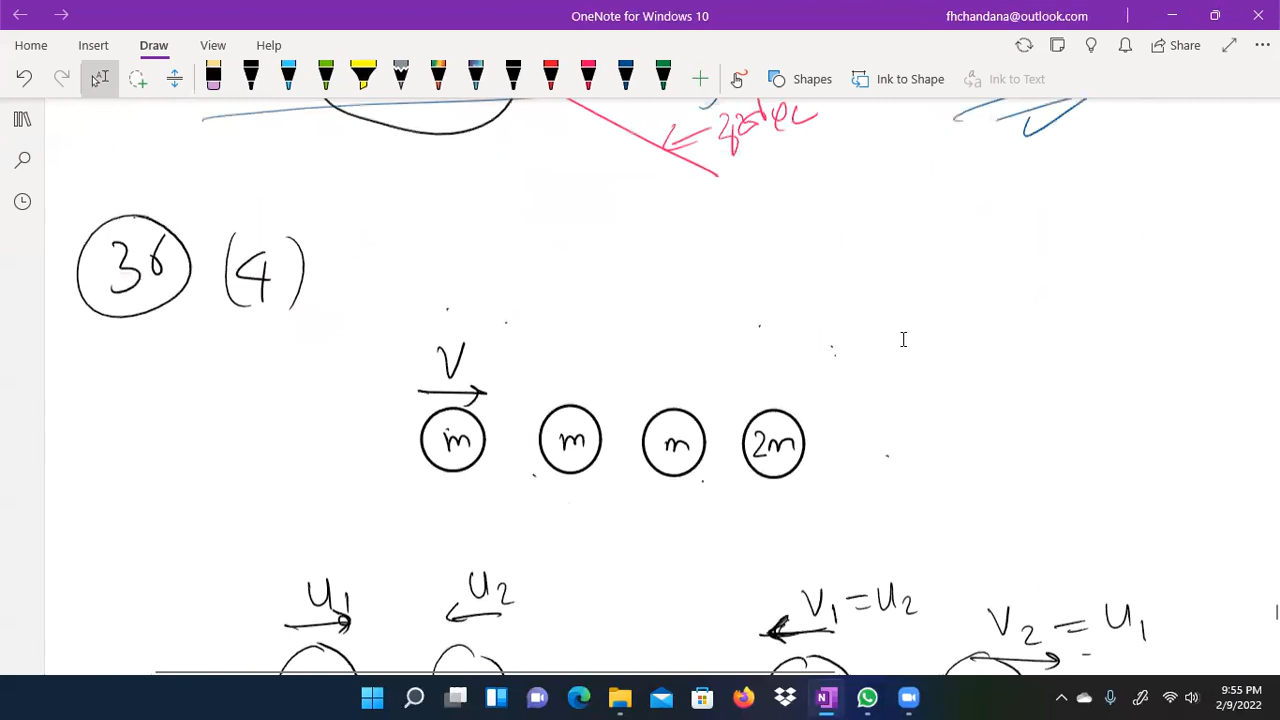 OneNote for Windows 10
fhchandana@outlook.com
Home
Insert
Draw
View
Help
Share
Shapes
Ink to Shape
Ink to Text
36 (4)
V
m
m
m
2m
u1
u2
V1 = u2
V2 = u1
9:55 PM
2/9/2022